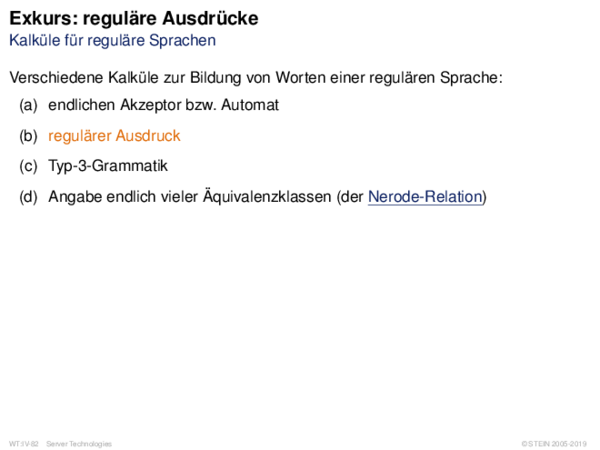 Exkurs: reguläre Ausdrücke
Kalküle für reguläre Sprachen
Verschiedene Kalküle zur Bildung von Worten einer regulären Sprache:
(a) endlichen Akzeptor bzw. Automat
(b) regulärer Ausdruck
(c) Typ-3-Grammatik
(d) Angabe endlich vieler Äquivalenzklassen (der Nerode-Relation)
WT:IV-82 Server Technologies © STEIN 2005-2019